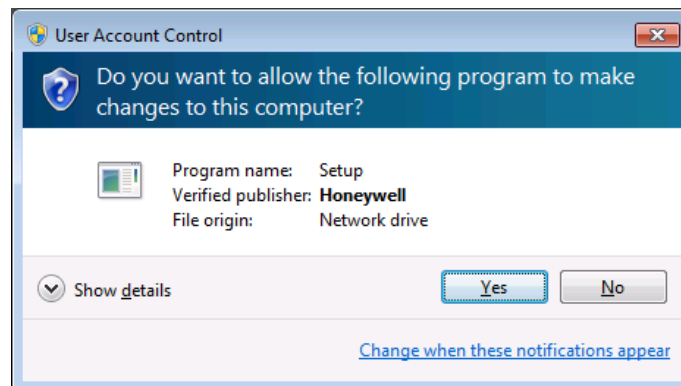 User Account Control
Do you want to allow the following program to make
changes to this computer?
Program name: Setup
Verified publisher: Honeywell
File origin: Network drive
Show details
Yes
No
Change when these notifications appear